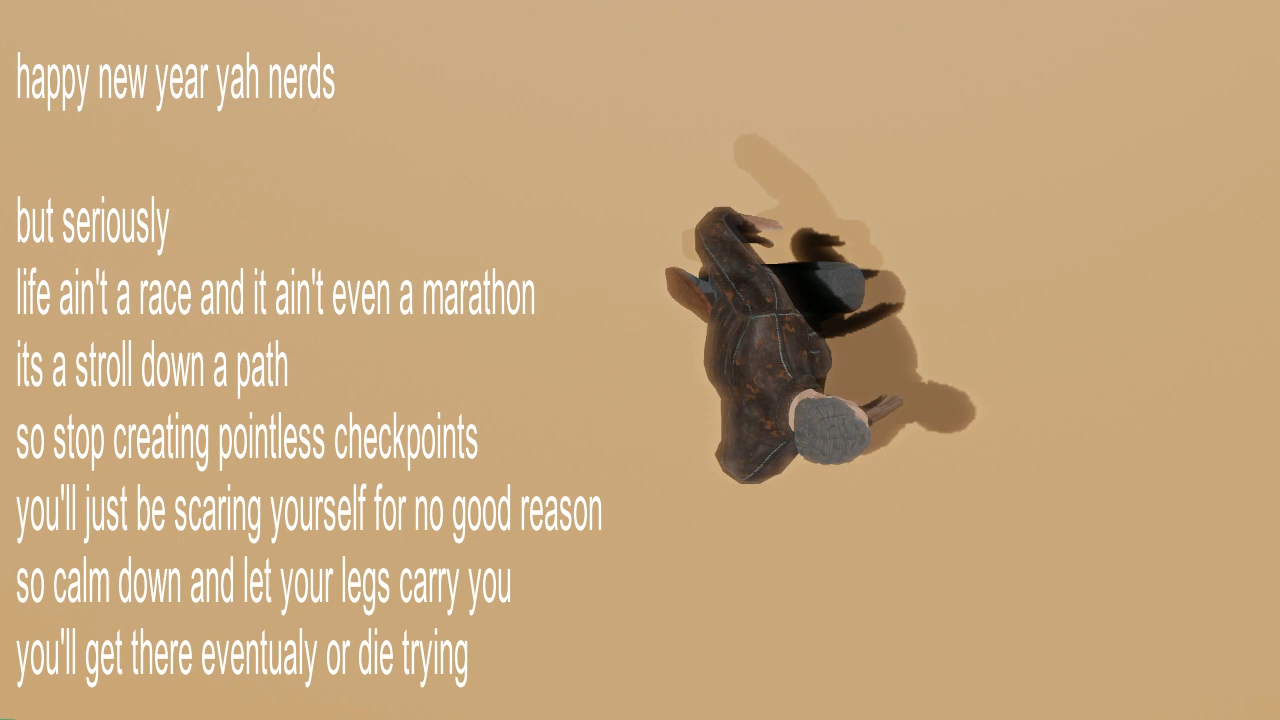 happy new year yah nerds
but seriously
life ain't a race and it ain't even a marathon
its a stroll down a path
so stop creating pointless checkpoints
you'll just be scaring yourself for no good reason
so calm down and let your legs carry you
you'll get there eventualy or die trying